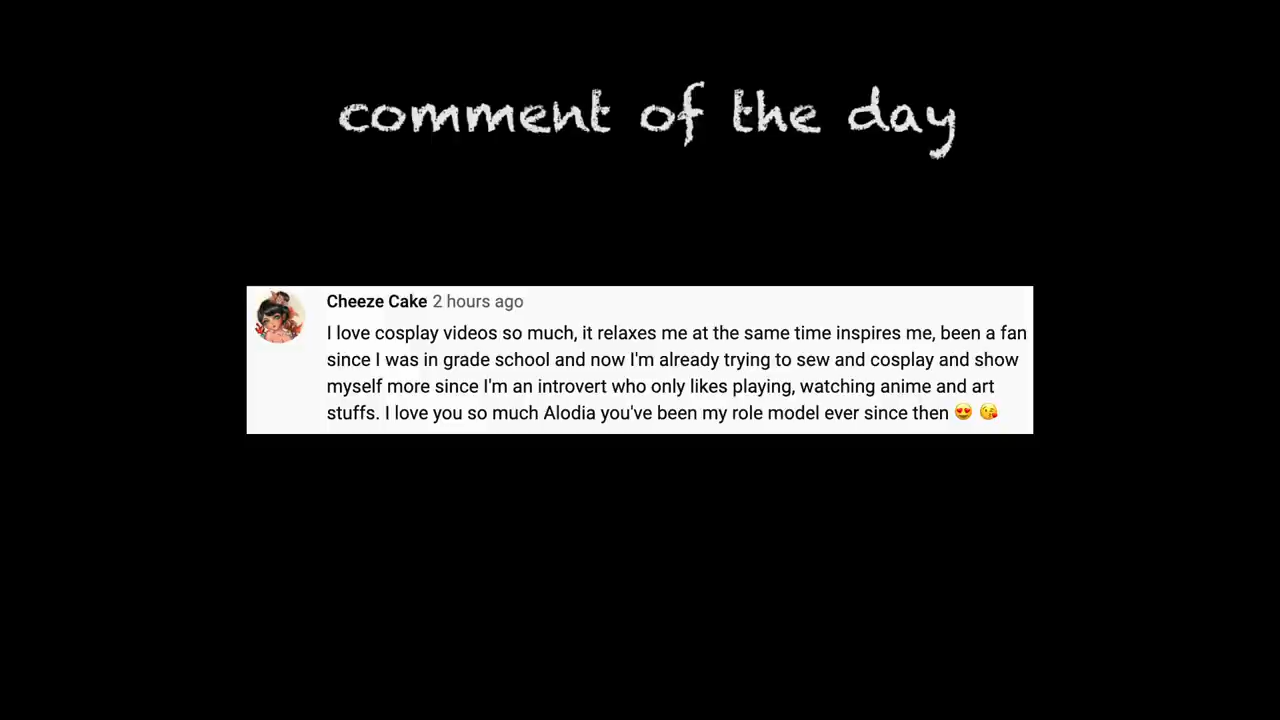 comment of the day
Cheeze Cake 2 hours ago
I love cosplay videos so much, it relaxes me at the same time inspires me, been a fan
since I was in grade school and now I'm already trying to sew and cosplay and show
myself more since I'm an introvert who only likes playing, watching anime and art
stuffs. I love you so much Alodia you've been my role model ever since then 😍 😘